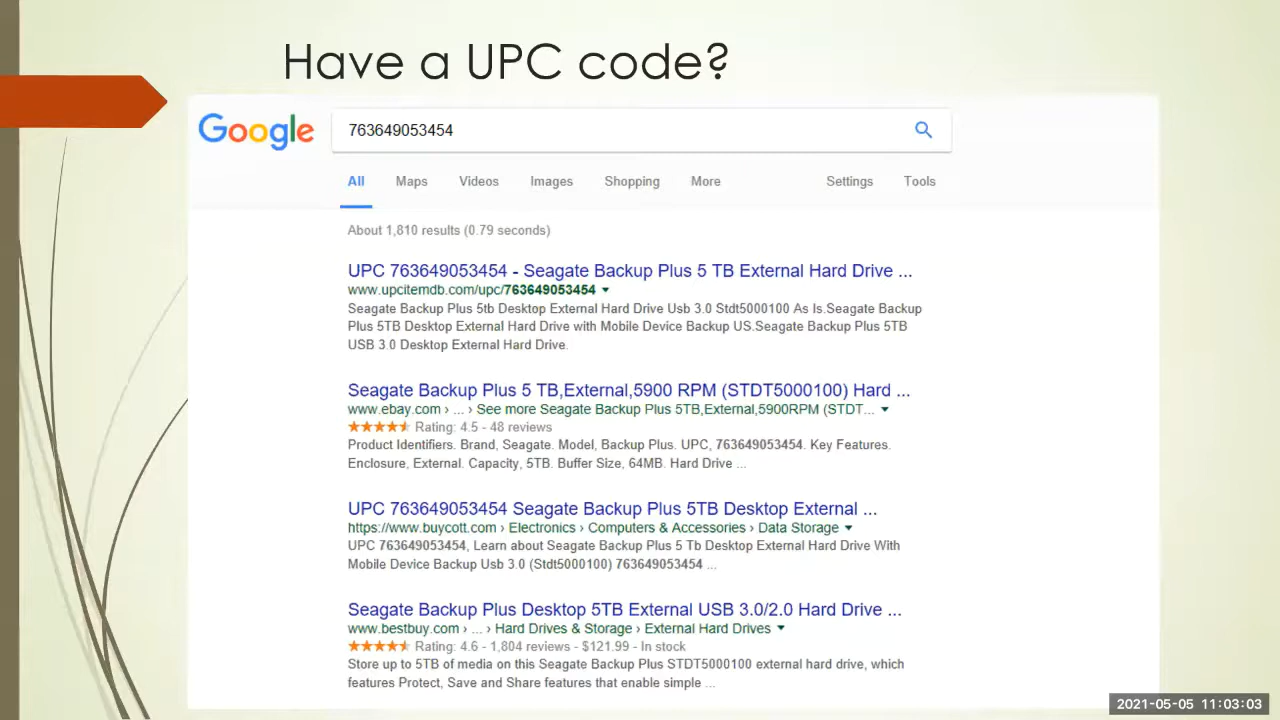 Have a UPC code?
Google 763649053454
All Maps Videos Images Shopping More Settings Tools
About 1,810 results (0.79 seconds)
UPC 763649053454 - Seagate Backup Plus 5 TB External Hard Drive ...
www.upcitemdb.com/upc/763649053454
Seagate Backup Plus 5tb Desktop External Hard Drive Usb 3.0 Stdt5000100 As Is.Seagate Backup
Plus 5TB Desktop External Hard Drive with Mobile Device Backup US.Seagate Backup Plus 5TB
USB 3.0 Desktop External Hard Drive.
Seagate Backup Plus 5 TB,External,5900 RPM (STDT5000100) Hard ...
www.ebay.com › ... › See more Seagate Backup Plus 5TB,External,5900RPM (STDT...
Rating: 4.5 - 48 reviews
Product Identifiers. Brand, Seagate. Model, Backup Plus. UPC, 763649053454. Key Features.
Enclosure, External. Capacity, 5TB. Buffer Size, 64MB. Hard Drive ...
UPC 763649053454 Seagate Backup Plus 5TB Desktop External ...
https://www.buycott.com › Electronics › Computers & Accessories › Data Storage
UPC 763649053454, Learn about Seagate Backup Plus 5 Tb Desktop External Hard Drive With
Mobile Device Backup Usb 3.0 (Stdt5000100) 763649053454 ...
Seagate Backup Plus Desktop 5TB External USB 3.0/2.0 Hard Drive ...
www.bestbuy.com › ... › Hard Drives & Storage › External Hard Drives
Rating: 4.6 - 1,804 reviews - $121.99 - In stock
Store up to 5TB of media on this Seagate Backup Plus STDT5000100 external hard drive, which
features Protect, Save and Share features that enable simple ...
2021-05-05 11:03:03